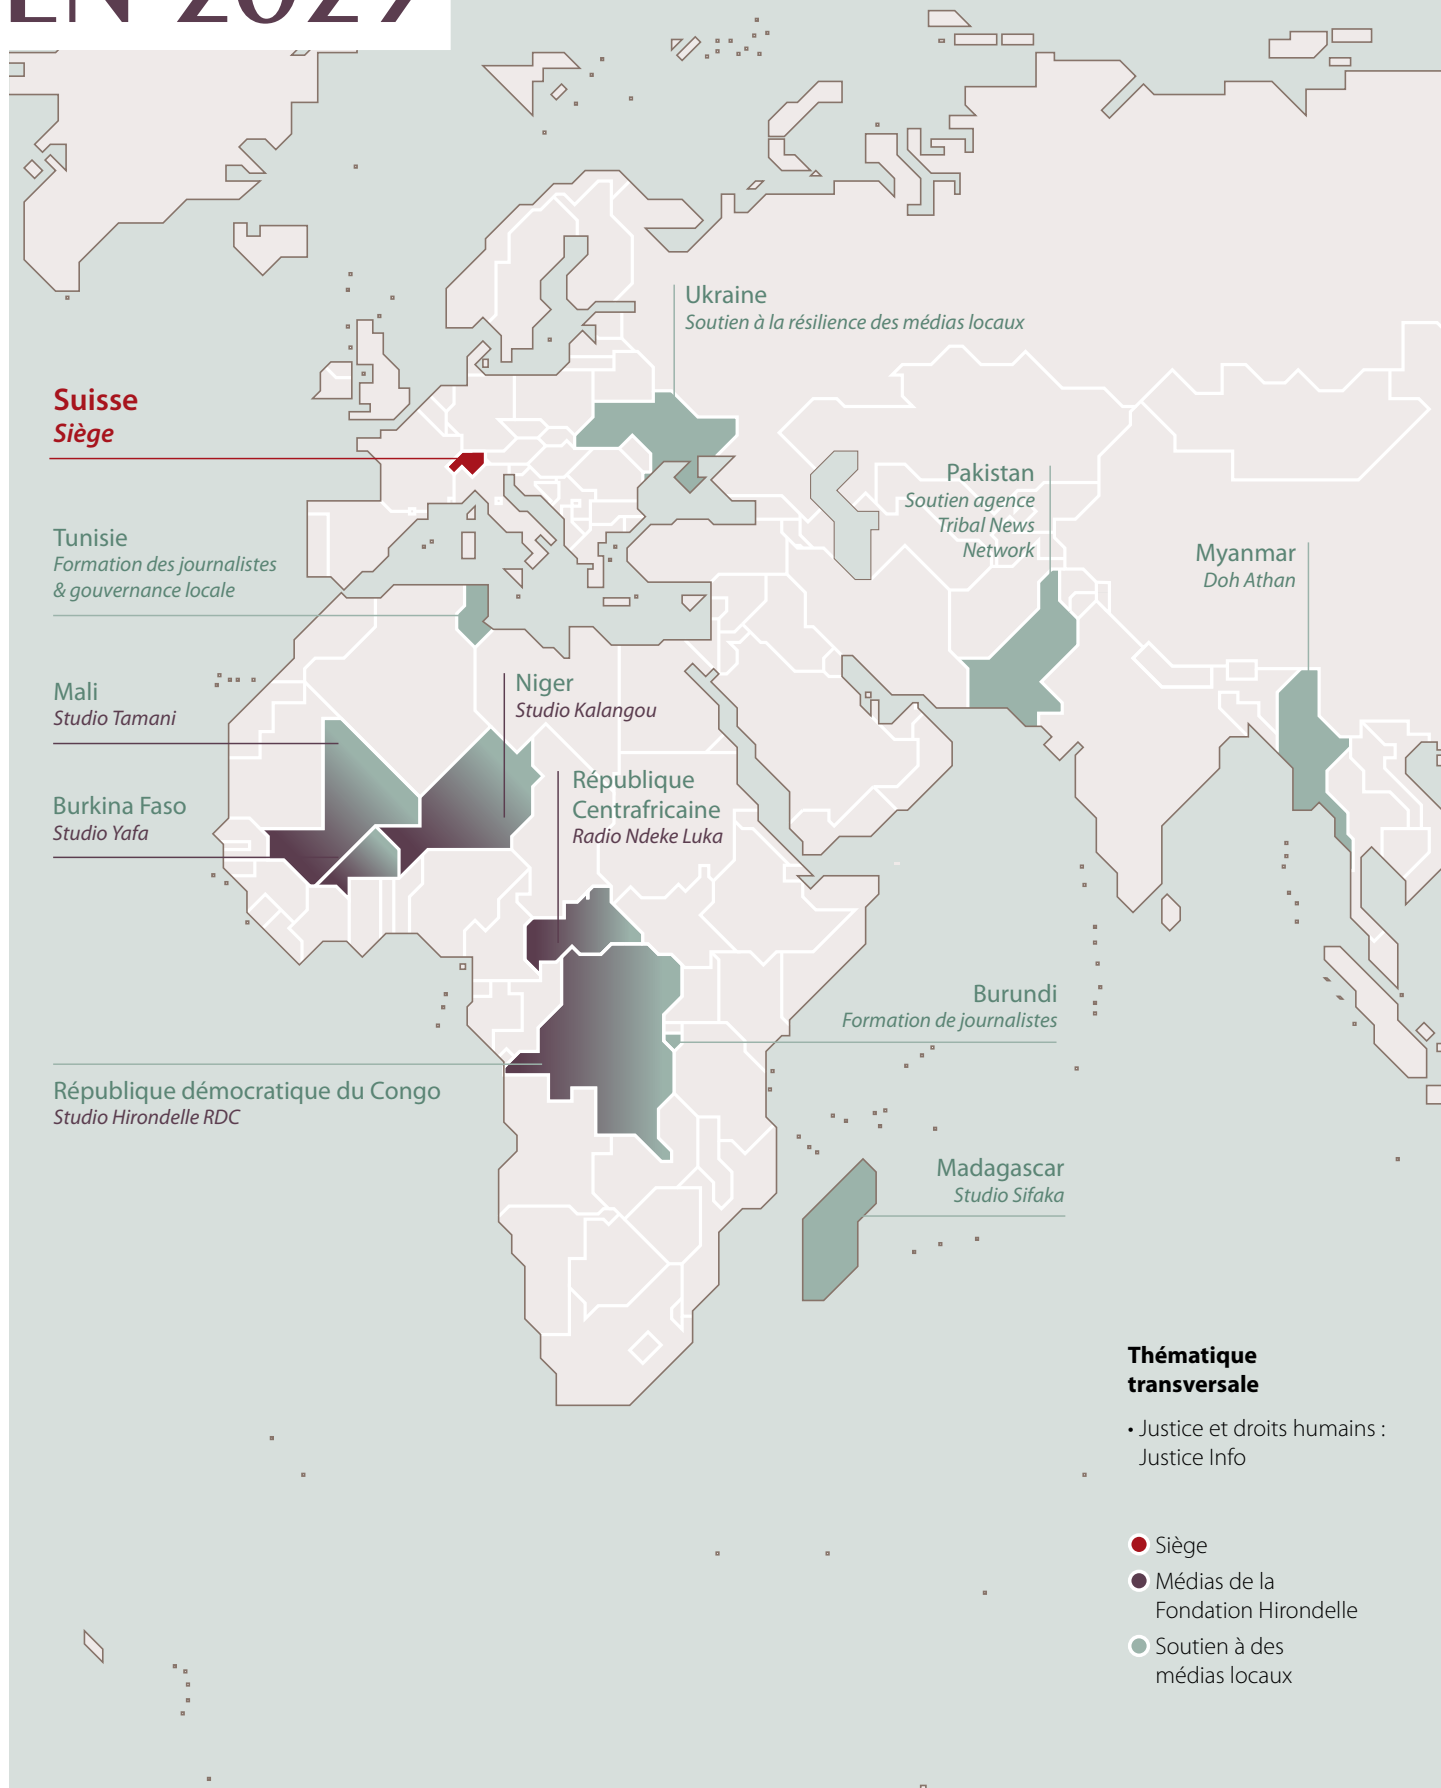 EN
Ukraine
Soutien à la résilience des médias locaux
Suisse
Siège
Pakistan
Soutien agence
Tribal News
Network
Myanmar
Doh Athan
Tunisie
Formation des journalistes
& gouvernance locale
Mali
Studio Tamani
Niger
Studio Kalangou
Burkina Faso
Studio Yafa
République
Centrafricaine
Radio Ndeke Luka
Burundi
Formation de journalistes
République démocratique du Congo
Studio Hirondelle RDC
Madagascar
Studio Sifaka
Thématique
transversale
• Justice et droits humains :
Justice Info
Siège
Médias de la
Fondation Hirondelle
Soutien à des
médias locaux